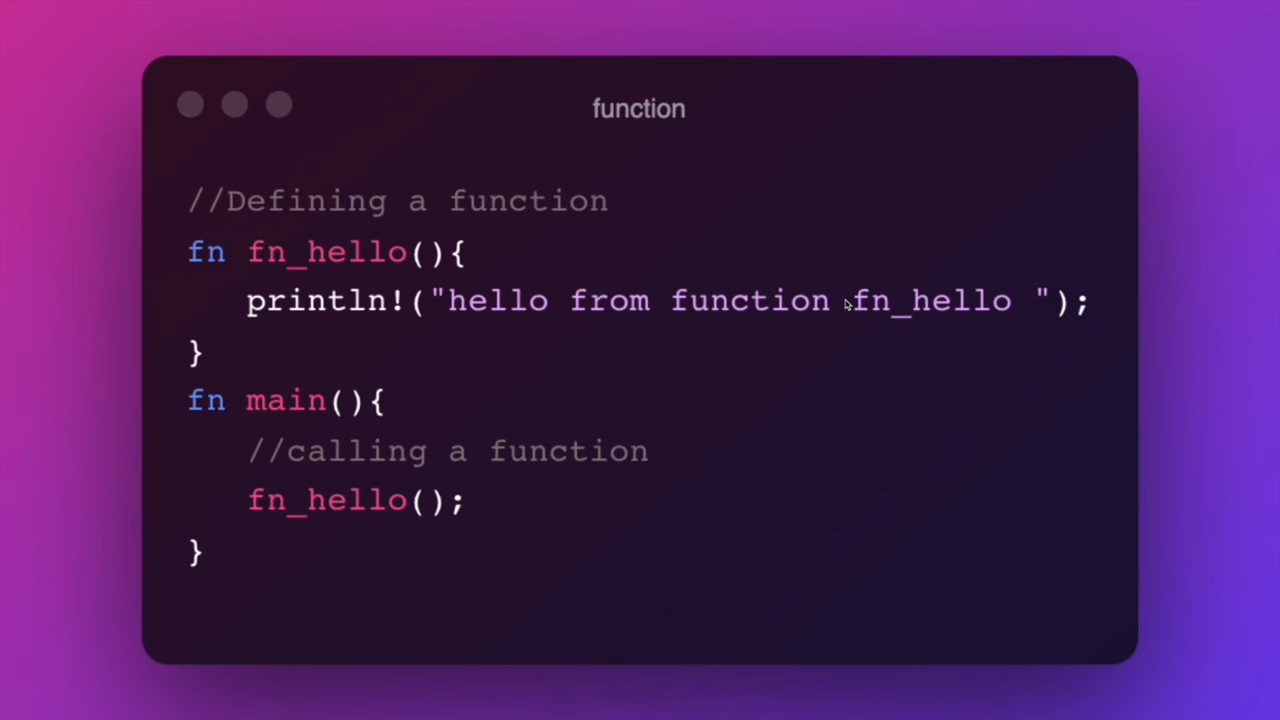 function
//Defining a function
fn fn_hello(){
    println!("hello from function fn_hello ");
}
fn main(){
    //calling a function
    fn_hello();
}